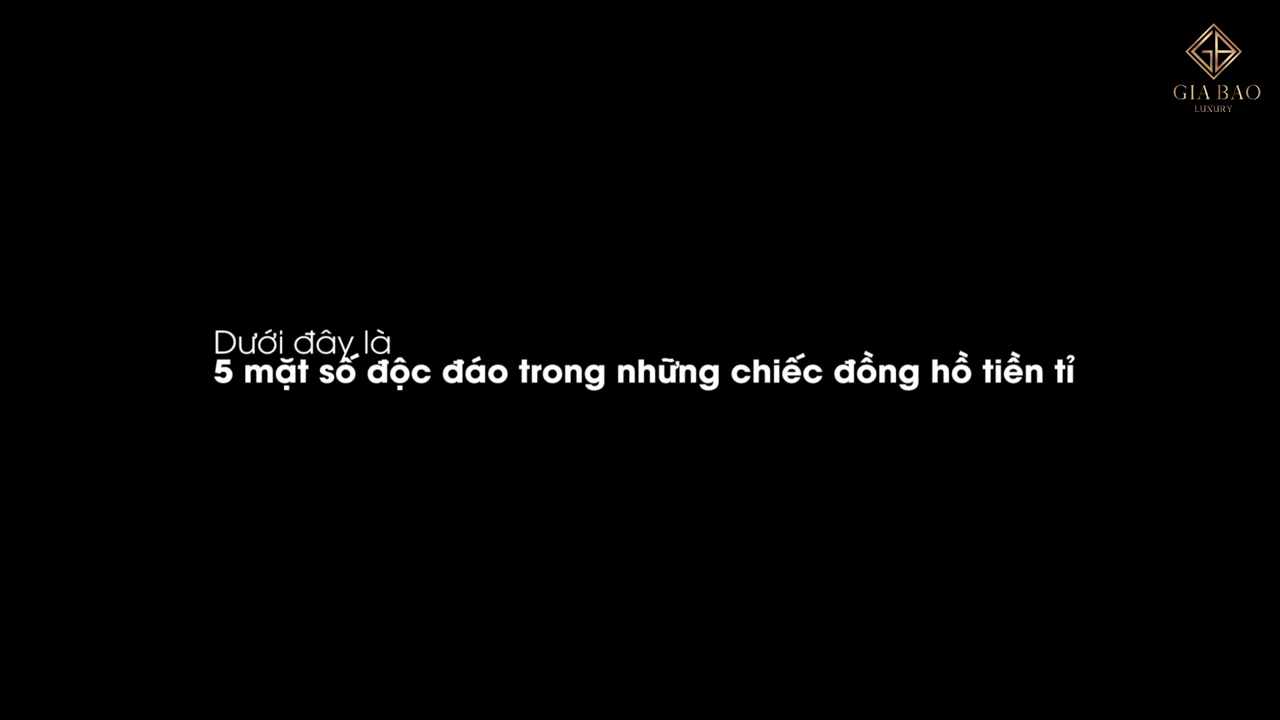 GIA BAO
LUXURY
Dưới đây là
5 mặt số độc đáo trong những chiếc đồng hồ tiền tỉ